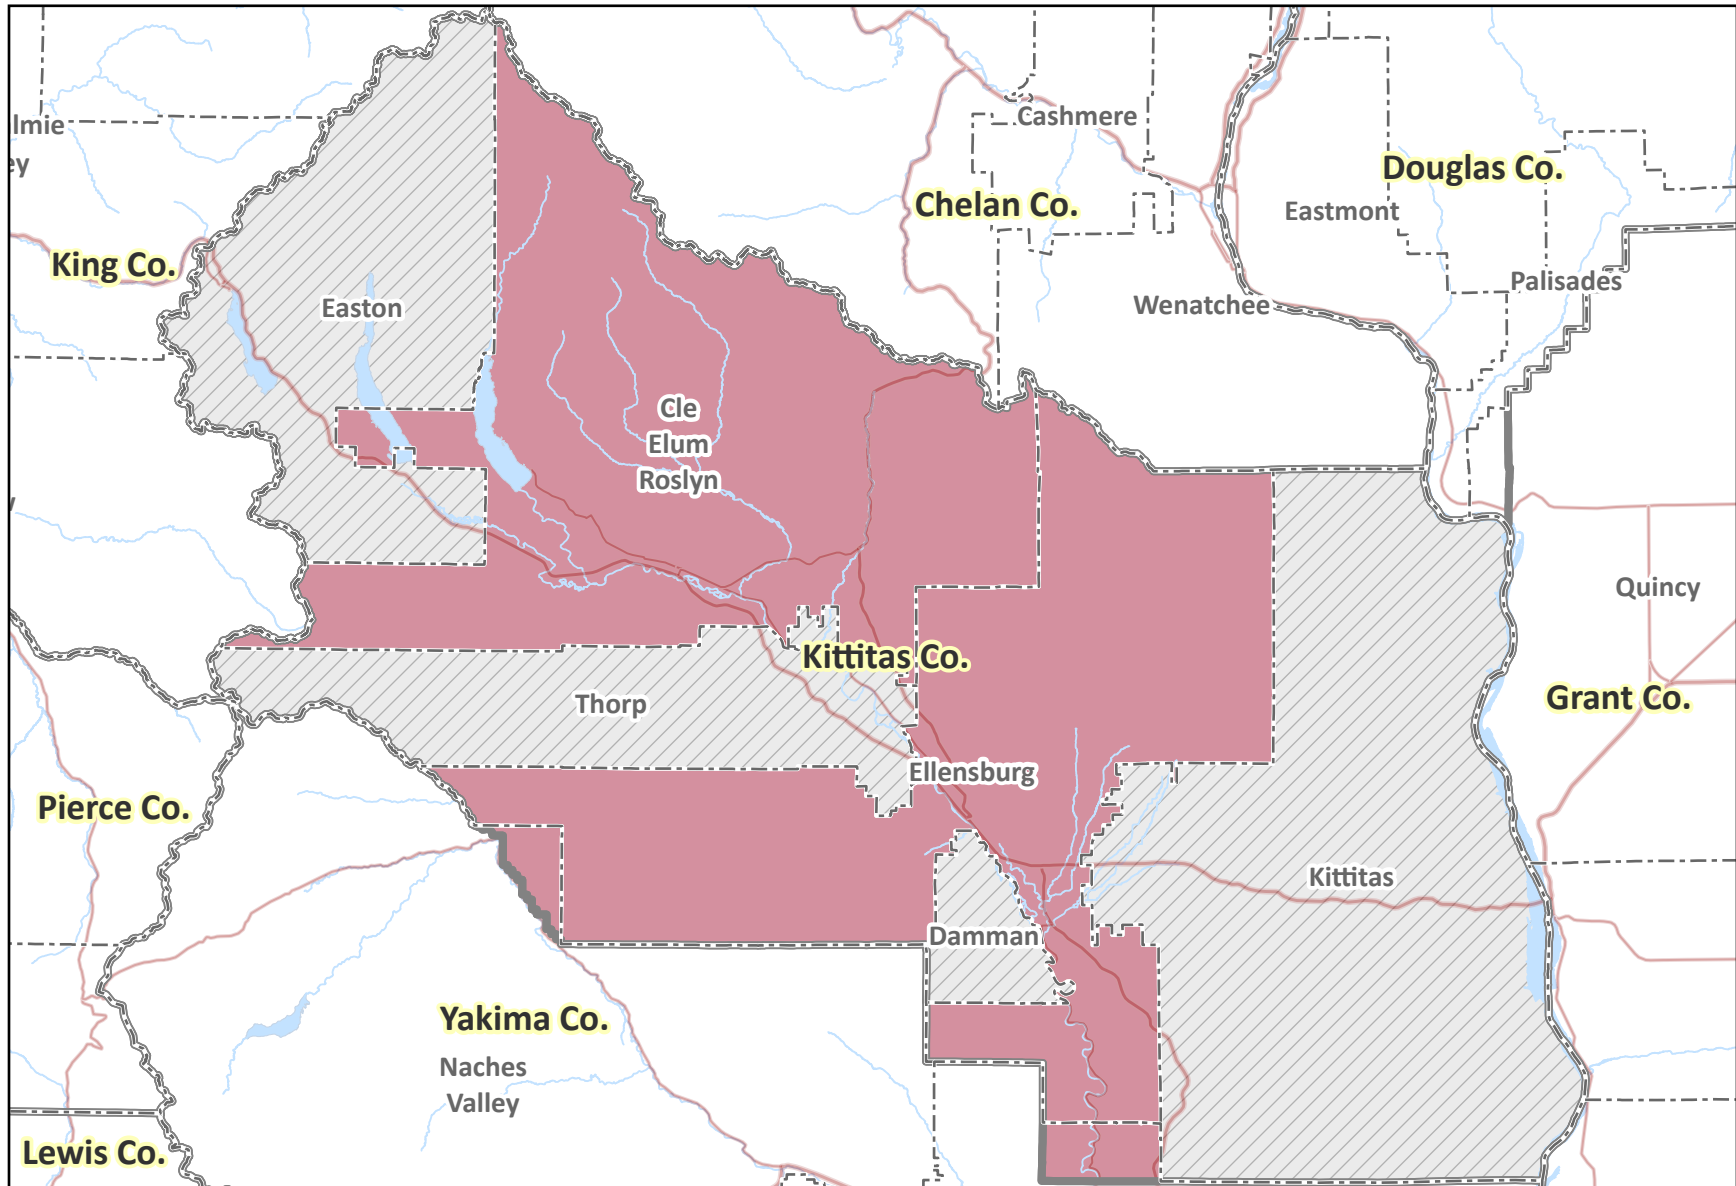 Cashmere
lmie
ey
Douglas Co.
Chelan Co.
Eastmont
King Co.
Palisades
Easton
Wenatchee
Cle
Elum
Roslyn
Quincy
Kittitas Co.
Grant Co.
Thorp
Ellensburg
Pierce Co.
Kittitas
Damman
Yakima Co.
Naches
Valley
Lewis Co.